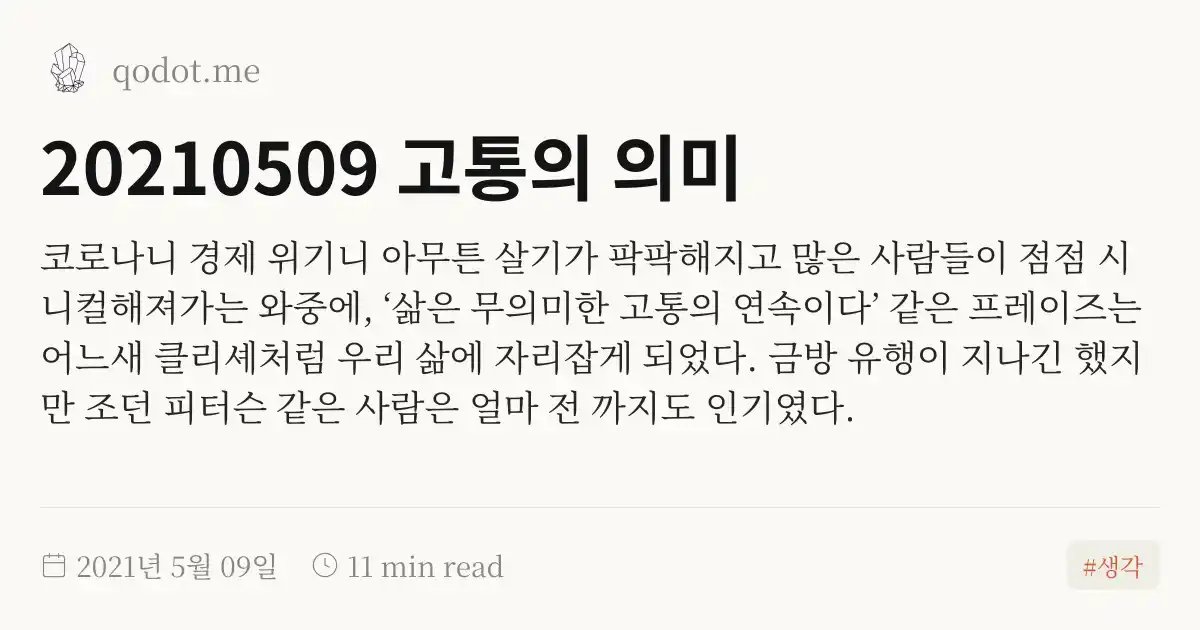 qodot.me
20210509 고통의 의미
코로나니 경제 위기니 아무튼 살기가 팍팍해지고 많은 사람들이 점점 시
니컬해져가는 와중에, ‘삶은 무의미한 고통의 연속이다’ 같은 프레이즈는
어느새 클리셰처럼 우리 삶에 자리잡게 되었다. 금방 유행이 지나긴 했지
만 조던 피터슨 같은 사람은 얼마 전 까지도 인기였다.
2021년 5월 09일 11 min read #생각